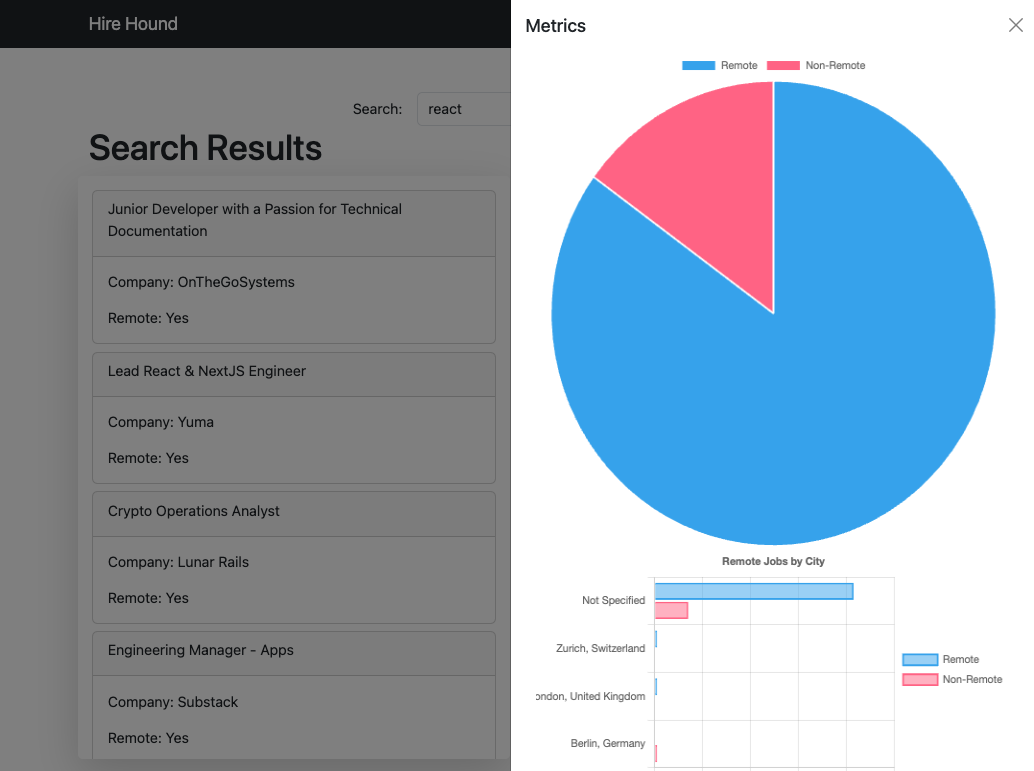 Hire Hound
Search:
react
Search Results
Junior Developer with a Passion for Technical
Documentation
Company: OnTheGoSystems
Remote: Yes
Lead React & NextJS Engineer
Company: Yuma
Remote: Yes
Crypto Operations Analyst
Company: Lunar Rails
Remote: Yes
Engineering Manager - Apps
Company: Substack
Remote: Yes
Metrics
Remote
Non-Remote
Remote Jobs by City
Not Specified
Zurich, Switzerland
ondon, United Kingdom
Berlin, Germany
Remote
Non-Remote